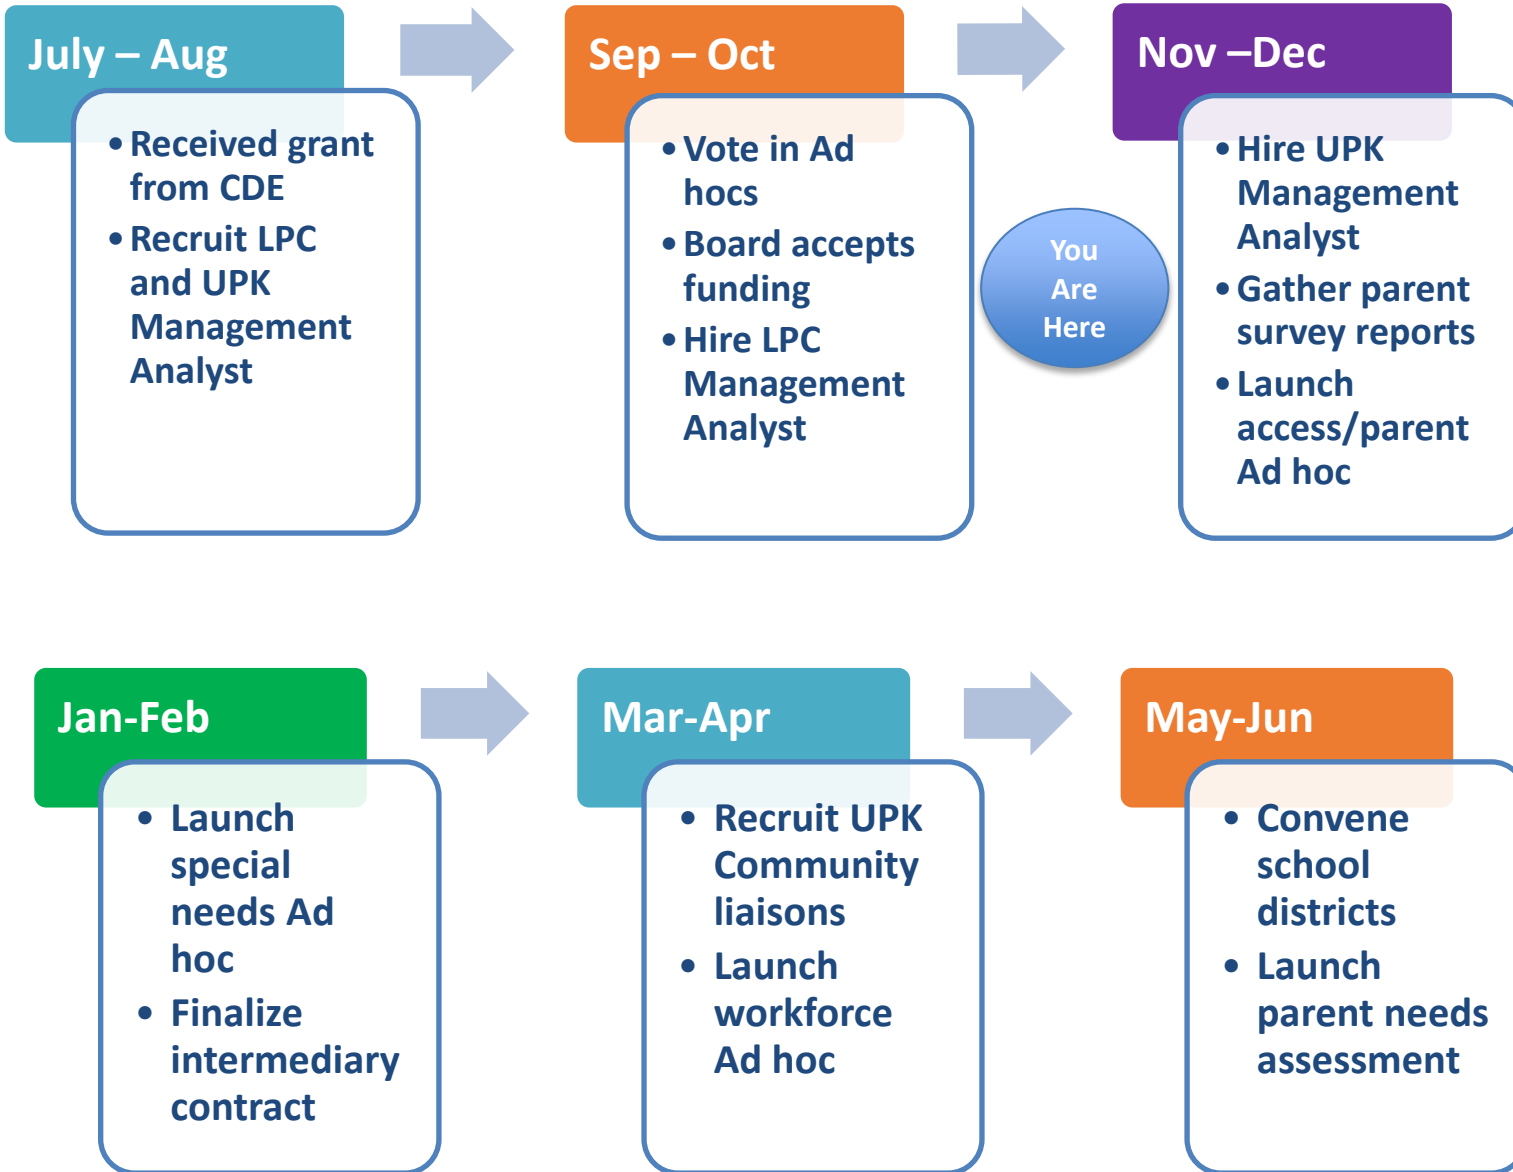 July – Aug
• Received grant
from CDE
• Recruit LPC
and UPK
Management
Analyst
Sep – Oct
• Vote in Ad
hocs
• Board accepts
funding
• Hire LPC
Management
Analyst
You
Are
Here
Nov –Dec
• Hire UPK
Management
Analyst
• Gather parent
survey reports
• Launch
access/parent
Ad hoc
Jan-Feb
• Launch
special
needs Ad
hoc
• Finalize
intermediary
contract
Mar-Apr
• Recruit UPK
Community
liaisons
• Launch
workforce
Ad hoc
May-Jun
• Convene
school
districts
• Launch
parent needs
assessment